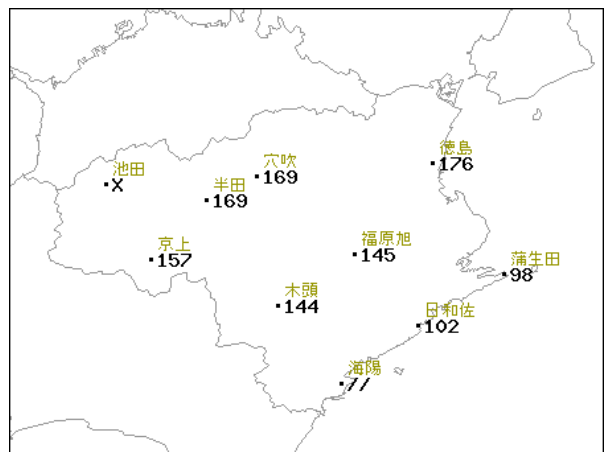 徳島
176
穴吹
169
池田
X
半田
169
福原旭
145
京上
157
蒲生田
98
木頭
144
日和佐
102
海陽
77